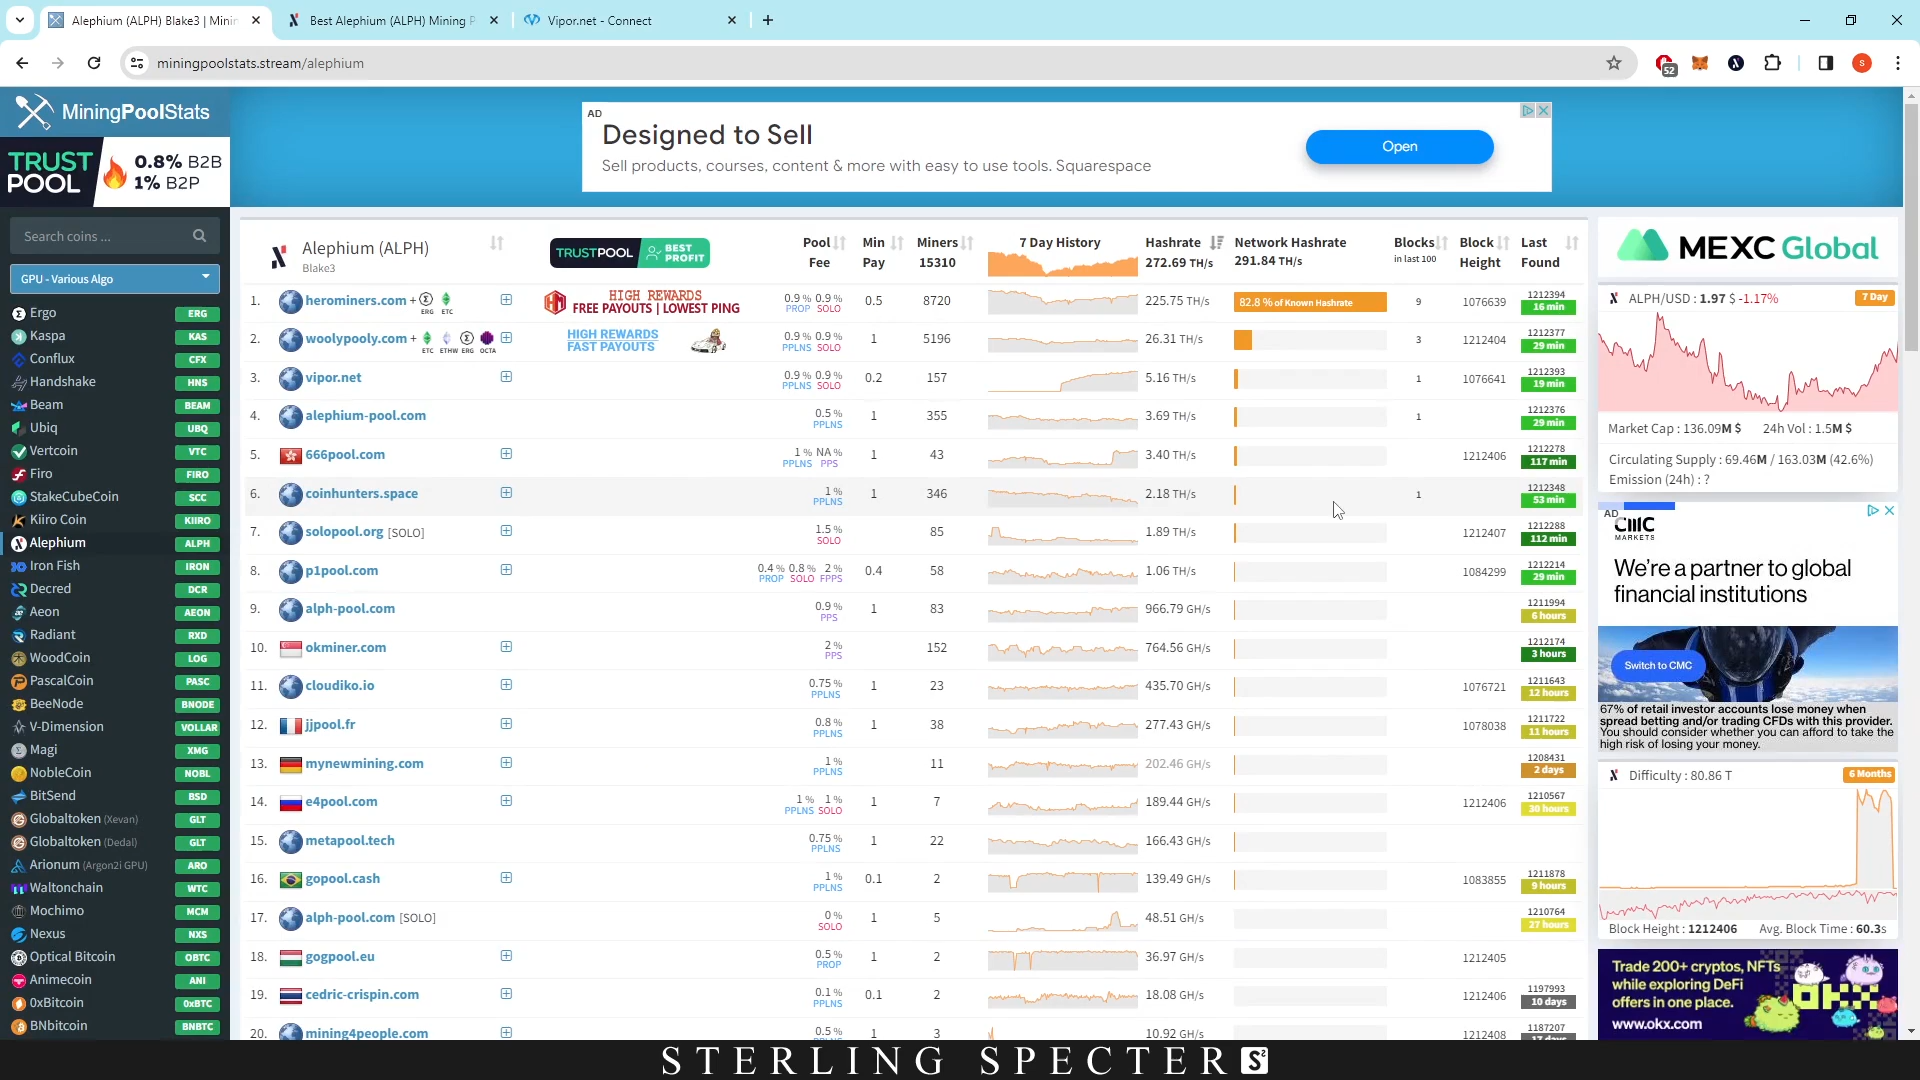 Alephium (ALPH) Blake3 | Minin
Best Alephium (ALPH) Mining P
Vipor.net - Connect
miningpoolstats.stream/alephium
52
S
MiningPoolStats
TRUST POOL 0.8% B2B
1% B2P
AD
Designed to Sell
Sell products, courses, content & more with easy to use tools. Squarespace
Open
Search coins ...
GPU - Various Algo
Ergo ERG
Kaspa KAS
Conflux CFX
Handshake HNS
Beam BEAM
Ubiq UBQ
Vertcoin VTC
Firo FIRO
StakeCubeCoin SCC
Kiiro Coin KIIRO
Alephium ALPH
Iron Fish IRON
Decred DCR
Aeon AEON
Radiant RXD
WoodCoin LOG
PascalCoin PASC
BeeNode BNODE
V-Dimension VOLLAR
Magi XMG
NobleCoin NOBL
BitSend BSD
Globaltoken (Xevan) GLT
Globaltoken (Dedal) GLT
Arionum (Argon2i GPU) ARO
Waltonchain WTC
Mochimo MCM
Nexus NXS
Optical Bitcoin OBTC
Animecoin ANI
0xBitcoin 0xBTC
BNbitcoin BNBTC
Alephium (ALPH)
Blake3
TRUSTPOOL BEST PROFIT
Pool Fee
Min Pay
Miners 15310
7 Day History
Hashrate 272.69 TH/s
Network Hashrate 291.84 TH/s
Blocks in last 100
Block Height
Last Found
1. herominers.com + ERG ETC HIGH REWARDS FREE PAYOUTS | LOWEST PING 0.9 % 0.9 % PROP SOLO 0.5 8720 225.75 TH/s 82.8 % of Known Hashrate 9 1076639 1212394 16 min
2. woolypooly.com + ETC ETHW ERG OCTA HIGH REWARDS FAST PAYOUTS 0.9 % 0.9 % PPLNS SOLO 1 5196 26.31 TH/s 3 1212404 1212377 29 min
3. vipor.net 0.9 % 0.9 % PPLNS SOLO 0.2 157 5.16 TH/s 1 1076641 1212393 19 min
4. alephium-pool.com 0.5 % PPLNS 1 355 3.69 TH/s 1 1212376 29 min
5. 666pool.com 1 % NA % PPLNS PPS 1 43 3.40 TH/s 1212406 1212278 117 min
6. coinhunters.space 1 % PPLNS 1 346 2.18 TH/s 1 1212348 53 min
7. solopool.org [SOLO] 1.5 % SOLO 85 1.89 TH/s 1212407 1212288 112 min
8. p1pool.com 0.4 % 0.8 % 2 % PROP SOLO FPPS 0.4 58 1.06 TH/s 1084299 1212214 29 min
9. alph-pool.com 0.9 % PPS 1 83 966.79 GH/s 1211994 6 hours
10. okminer.com 2 % PPS 152 764.56 GH/s 1212174 3 hours
11. cloudiko.io 0.75 % PPLNS 1 23 435.70 GH/s 1076721 1211643 12 hours
12. jjpool.fr 0.8 % PPLNS 1 38 277.43 GH/s 1078038 1211722 11 hours
13. mynewmining.com 1 % PPLNS 11 202.46 GH/s 1208431 2 days
14. e4pool.com 1 % 1 % PPLNS SOLO 1 7 189.44 GH/s 1212406 1210567 30 hours
15. metapool.tech 0.75 % PPLNS 1 22 166.43 GH/s
16. gopool.cash 1 % PPLNS 0.1 2 139.49 GH/s 1083855 1211878 9 hours
17. alph-pool.com [SOLO] 0 % SOLO 1 5 48.51 GH/s 1210764 27 hours
18. gogpool.eu 0.5 % PROP 1 2 36.97 GH/s 1212405
19. cedric-crispin.com 0.1 % PPLNS 0.1 2 18.08 GH/s 1212406 1197993 10 days
20. mining4people.com 0.5 % 1 3 10.92 GH/s 1212408 1187207 17 days
MEXC Global
ALPH/USD : 1.97 $ -1.17% 7 Day
Market Cap : 136.09M $ 24h Vol : 1.5M $
Circulating Supply : 69.46M / 163.03M (42.6%)
Emission (24h) : ?
AD
CMC MARKETS
We're a partner to global financial institutions
Switch to CMC
67% of retail investor accounts lose money when
spread betting and/or trading CFDs with this provider.
You should consider whether you can afford to take the
high risk of losing your money.
Difficulty : 80.86 T 6 Months
Block Height : 1212406 Avg. Block Time : 60.3s
Trade 200+ cryptos, NFTs
while exploring DeFi
offers in one place.
www.okx.com
STERLING SPECTER S²